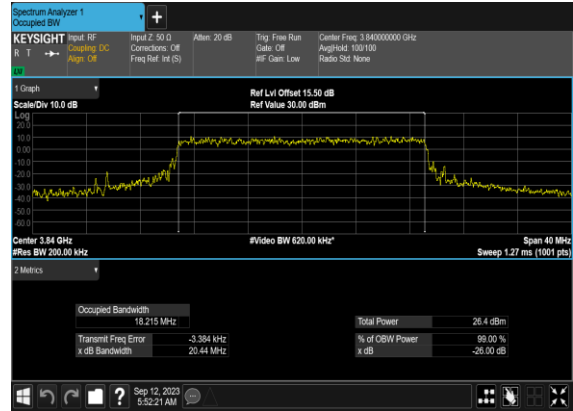 Spectrum Analyzer 1
Occupied BW
+
KEYSIGHT Input: RF Input Z: 50 Ω Atten: 20 dB Trig: Free Run Center Freq: 3.840000000 GHz
R T Coupling: DC Corrections: Off Gate: Off Avg|Hold: 100/100
Align: Off Freq Ref: Int (S) #IF Gain: Low Radio Std: None
LNI
1 Graph
Scale/Div 10.0 dB Ref Lvl Offset 15.50 dB
Ref Value 30.00 dBm
Log
20.0
10.0
0.00
-10.0
-20.0
-30.0
-40.0
-50.0
-60.0
Center 3.84 GHz #Video BW 620.00 kHz* Span 40 MHz
#Res BW 200.00 kHz Sweep 1.27 ms (1001 pts)
2 Metrics
Occupied Bandwidth
18.215 MHz Total Power 26.4 dBm
Transmit Freq Error -3.384 kHz % of OBW Power 99.00 %
x dB Bandwidth 20.44 MHz x dB -26.00 dB
? Sep 12, 2023
5:52:21 AM